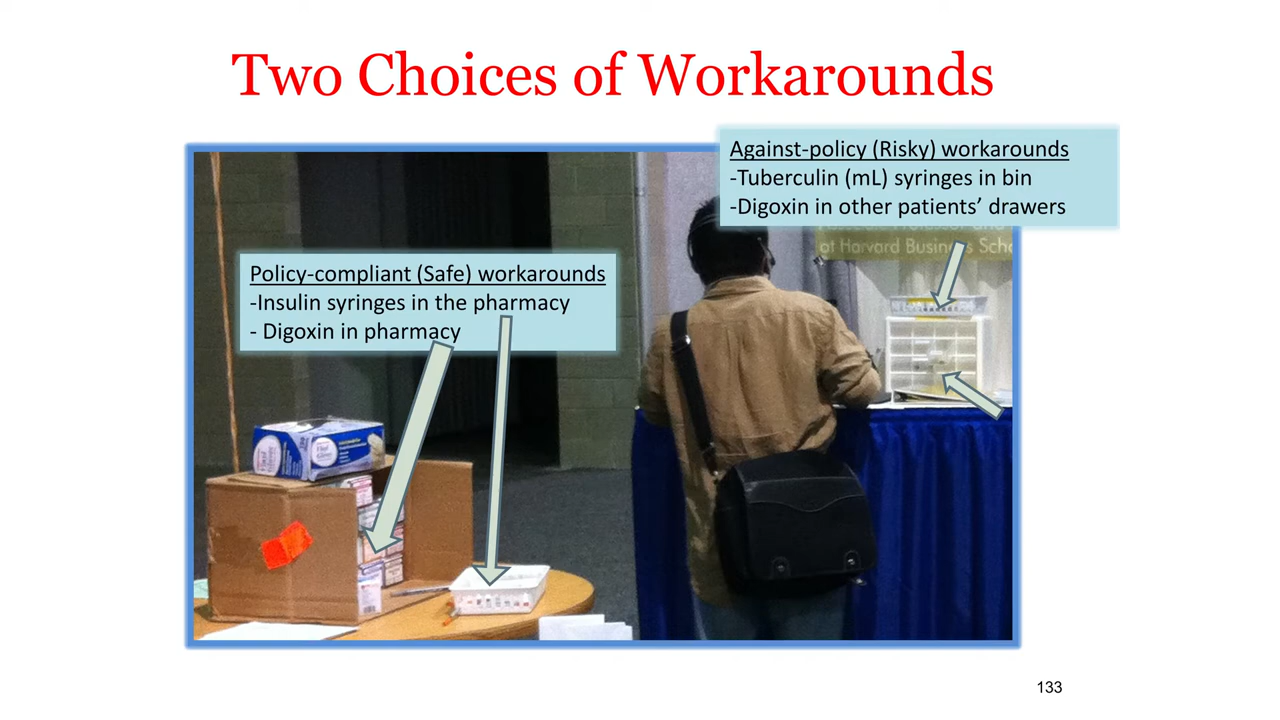 Two Choices of Workarounds
Against-policy (Risky) workarounds
-Tuberculin (mL) syringes in bin
-Digoxin in other patients’ drawers
at Harvard Business Scho
Policy-compliant (Safe) workarounds
-Insulin syringes in the pharmacy
- Digoxin in pharmacy
133